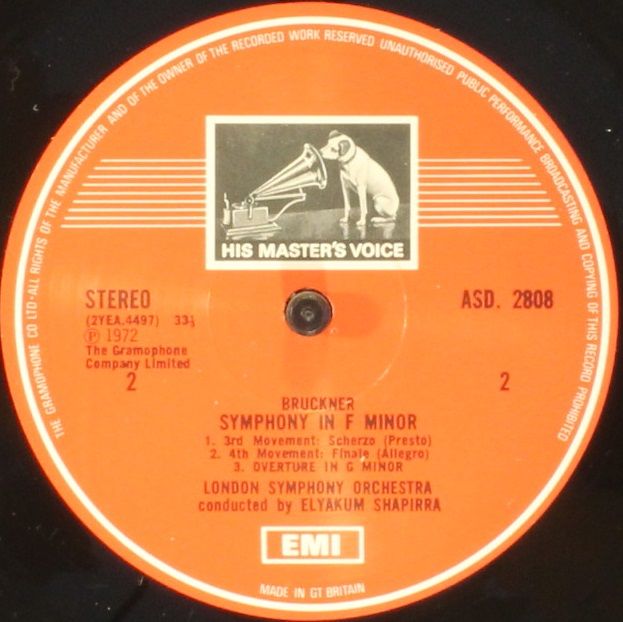 THE GRAMOPHONE CO LTD·ALL RIGHTS OF THE MANUFACTURER AND OF THE OWNER OF THE RECORDED WORK RESERVED UNAUTHORISED PUBLIC PERFORMANCE BROADCASTING AND COPYING OF THIS RECORD PROHIBITED
HIS MASTER'S VOICE
STEREO
ASD. 2808
(2YEA.4497) 33⅓
℗ 1972
The Gramophone
Company Limited
2
2
BRUCKNER
SYMPHONY IN F MINOR
1. 3rd Movement: Scherzo (Presto)
2. 4th Movement: Finale (Allegro)
3. OVERTURE IN G MINOR
LONDON SYMPHONY ORCHESTRA
conducted by ELYAKUM SHAPIRRA
EMI
MADE IN GT BRITAIN